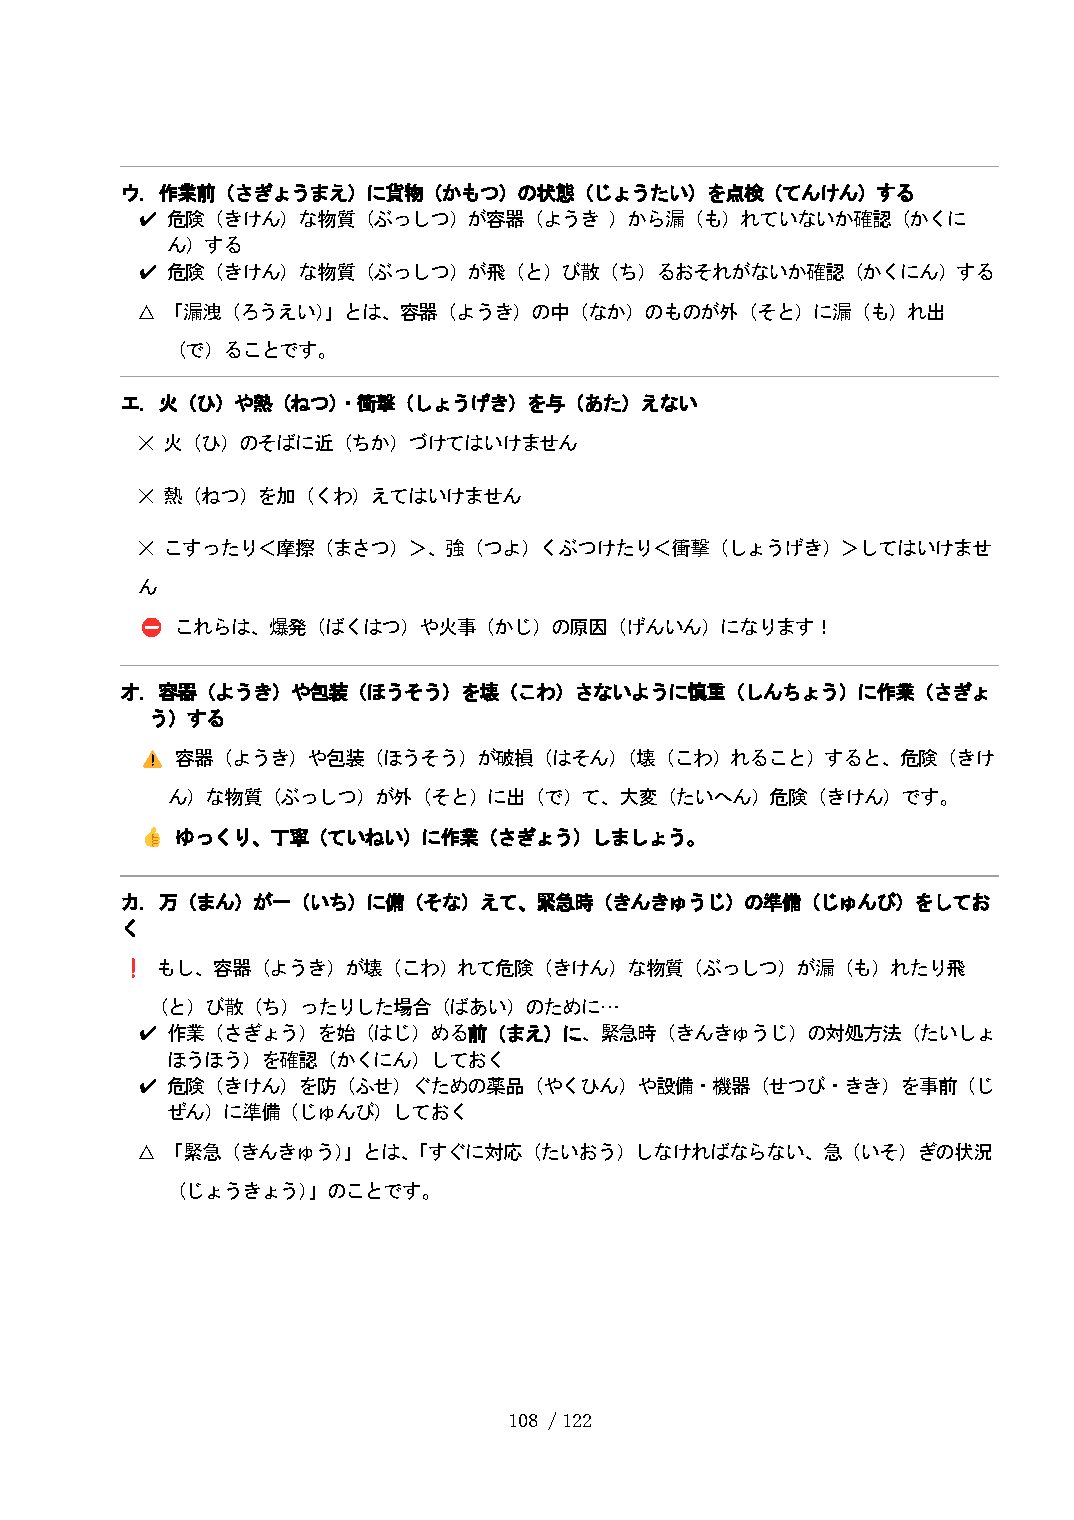 ウ. 作業前（さぎょうまえ）に貨物（かもつ）の状態（じょうたい）を点検（てんけん）する
✔ 危険（きけん）な物質（ぶっしつ）が容器（ようき ）から漏（も）れていないか確認（かくに
ん）する
✔ 危険（きけん）な物質（ぶっしつ）が飛（と）び散（ち）るおそれがないか確認（かくにん）する
△ 「漏洩（ろうえい）」とは、容器（ようき）の中（なか）のものが外（そと）に漏（も）れ出
（で）ることです。
エ. 火（ひ）や熱（ねつ）・衝撃（しょうげき）を与（あた）えない
× 火（ひ）のそばに近（ちか）づけてはいけません
× 熱（ねつ）を加（くわ）えてはいけません
× こすったり＜摩擦（まさつ）＞、強（つよ）くぶつけたり＜衝撃（しょうげき）＞してはいけませ
ん
⛔ これらは、爆発（ばくはつ）や火事（かじ）の原因（げんいん）になります！
オ. 容器（ようき）や包装（ほうそう）を壊（こわ）さないように慎重（しんちょう）に作業（さぎょ
う）する
⚠ 容器（ようき）や包装（ほうそう）が破損（はそん）（壊（こわ）れること）すると、危険（きけ
ん）な物質（ぶっしつ）が外（そと）に出（で）て、大変（たいへん）危険（きけん）です。
👍 ゆっくり、丁寧（ていねい）に作業（さぎょう）しましょう。
カ. 万（まん）が一（いち）に備（そな）えて、緊急時（きんきゅうじ）の準備（じゅんび）をしてお
く
❗ もし、容器（ようき）が壊（こわ）れて危険（きけん）な物質（ぶっしつ）が漏（も）れたり飛
（と）び散（ち）ったりした場合（ばあい）のために…
✔ 作業（さぎょう）を始（はじ）める前（まえ）に、緊急時（きんきゅうじ）の対処方法（たいしょ
ほうほう）を確認（かくにん）しておく
✔ 危険（きけん）を防（ふせ）ぐための薬品（やくひん）や設備・機器（せつび・きき）を事前（じ
ぜん）に準備（じゅんび）しておく
△ 「緊急（きんきゅう）」とは、「すぐに対応（たいおう）しなければならない、急（いそ）ぎの状況
（じょうきょう）」のことです。
108 / 122